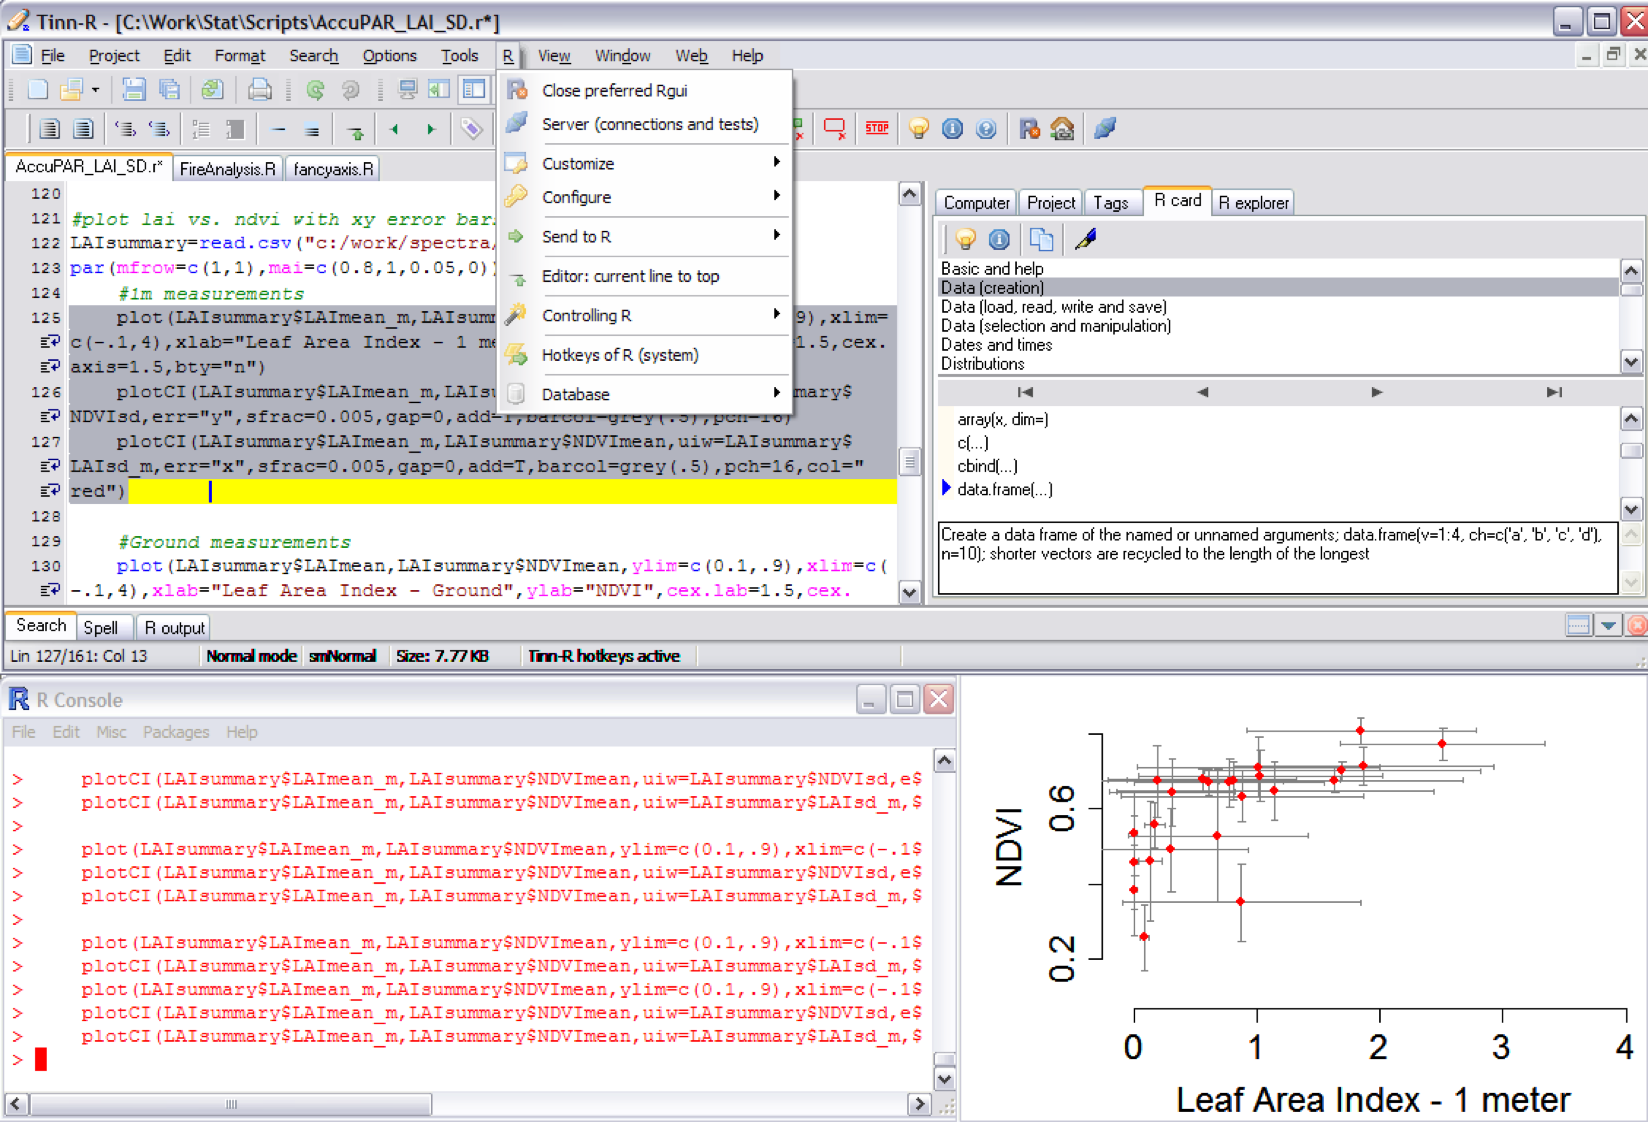 Tinn-R - [C:\Work\Stat\Scripts\AccuPAR_LAI_SD.r*]
File Project Edit Format Search Options Tools R View Window Web Help
STOP
Close preferred Rgui
Server (connections and tests)
Customize
Configure
Send to R
Editor: current line to top
Controlling R
Hotkeys of R (system)
Database
AccuPAR_LAI_SD.r* FireAnalysis.R fancyaxis.R
120
121 #plot lai vs. ndvi with xy error bar
122 LAIsummary=read.csv("c:/work/spectra/
123 par(mfrow=c(1,1),mai=c(0.8,1,0.05,0))
124 #1m measurements
125 plot(LAIsummary$LAImean_m,LAIsumm 9),xlim=
c(-.1,4),xlab="Leaf Area Index - 1 me 1.5,cex.
axis=1.5,bty="n")
126 plotCI(LAIsummary$LAImean_m,LAIsu mary$
NDVIsd,err="y",sfrac=0.005,gap=0,add=T,barcol=grey(.5),pch=16)
127 plotCI(LAIsummary$LAImean_m,LAIsummary$NDVImean,uiw=LAIsummary$
LAIsd_m,err="x",sfrac=0.005,gap=0,add=T,barcol=grey(.5),pch=16,col="
red")
128
129 #Ground measurements
130 plot(LAIsummary$LAImean,LAIsummary$NDVImean,ylim=c(0.1,.9),xlim=c(
-.1,4),xlab="Leaf Area Index - Ground",ylab="NDVI",cex.lab=1.5,cex.
Computer Project Tags R card R explorer
Basic and help
Data (creation)
Data (load, read, write and save)
Data (selection and manipulation)
Dates and times
Distributions
array(x, dim=)
c(...)
cbind(...)
data.frame(...)
Create a data frame of the named or unnamed arguments; data.frame(v=1:4, ch=c('a', 'b', 'c', 'd'),
n=10); shorter vectors are recycled to the length of the longest
Search Spell R output
Lin 127/161: Col 13 Normal mode smNormal Size: 7.77 KB Tinn-R hotkeys active
R Console
File Edit Misc Packages Help
> plotCI(LAIsummary$LAImean_m,LAIsummary$NDVImean,uiw=LAIsummary$NDVIsd,e$
> plotCI(LAIsummary$LAImean_m,LAIsummary$NDVImean,uiw=LAIsummary$LAIsd_m,$
>
> plot(LAIsummary$LAImean_m,LAIsummary$NDVImean,ylim=c(0.1,.9),xlim=c(-.1$
> plotCI(LAIsummary$LAImean_m,LAIsummary$NDVImean,uiw=LAIsummary$NDVIsd,e$
> plotCI(LAIsummary$LAImean_m,LAIsummary$NDVImean,uiw=LAIsummary$LAIsd_m,$
>
> plot(LAIsummary$LAImean_m,LAIsummary$NDVImean,ylim=c(0.1,.9),xlim=c(-.1$
> plotCI(LAIsummary$LAImean_m,LAIsummary$NDVImean,uiw=LAIsummary$LAIsd_m,$
> plot(LAIsummary$LAImean_m,LAIsummary$NDVImean,ylim=c(0.1,.9),xlim=c(-.1$
> plotCI(LAIsummary$LAImean_m,LAIsummary$NDVImean,uiw=LAIsummary$NDVIsd,e$
> plotCI(LAIsummary$LAImean_m,LAIsummary$NDVImean,uiw=LAIsummary$LAIsd_m,$
>
NDVI
0.6
0.2
0 1 2 3 4
Leaf Area Index - 1 meter